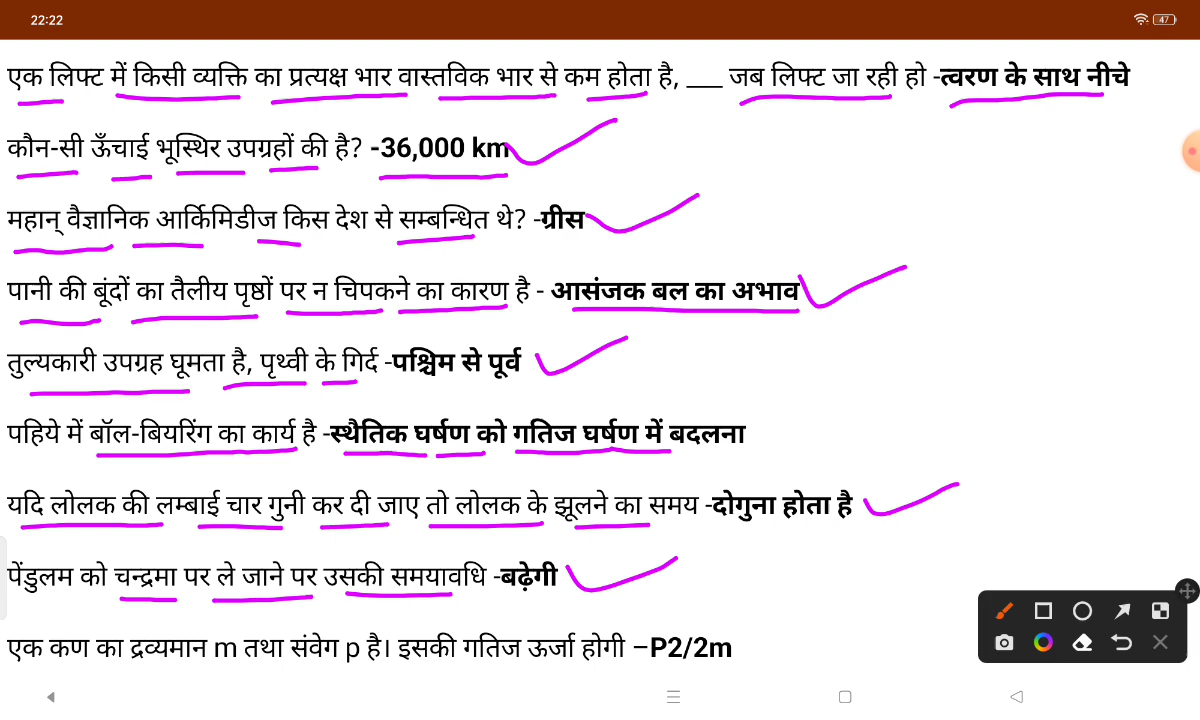 22:22
47
एक लिफ्ट में किसी व्यक्ति का प्रत्यक्ष भार वास्तविक भार से कम होता है, ___ जब लिफ्ट जा रही हो -त्वरण के साथ नीचे
कौन-सी ऊँचाई भूस्थिर उपग्रहों की है? -36,000 km
महान् वैज्ञानिक आर्किमिडीज किस देश से सम्बन्धित थे? -ग्रीस
पानी की बूंदों का तैलीय पृष्ठों पर न चिपकने का कारण है - आसंजक बल का अभाव
तुल्यकारी उपग्रह घूमता है, पृथ्वी के गिर्द -पश्चिम से पूर्व
पहिये में बॉल-बियरिंग का कार्य है -स्थैतिक घर्षण को गतिज घर्षण में बदलना
यदि लोलक की लम्बाई चार गुनी कर दी जाए तो लोलक के झूलने का समय -दोगुना होता है
पेंडुलम को चन्द्रमा पर ले जाने पर उसकी समयावधि -बढ़ेगी
एक कण का द्रव्यमान m तथा संवेग p है। इसकी गतिज ऊर्जा होगी –P2/2m